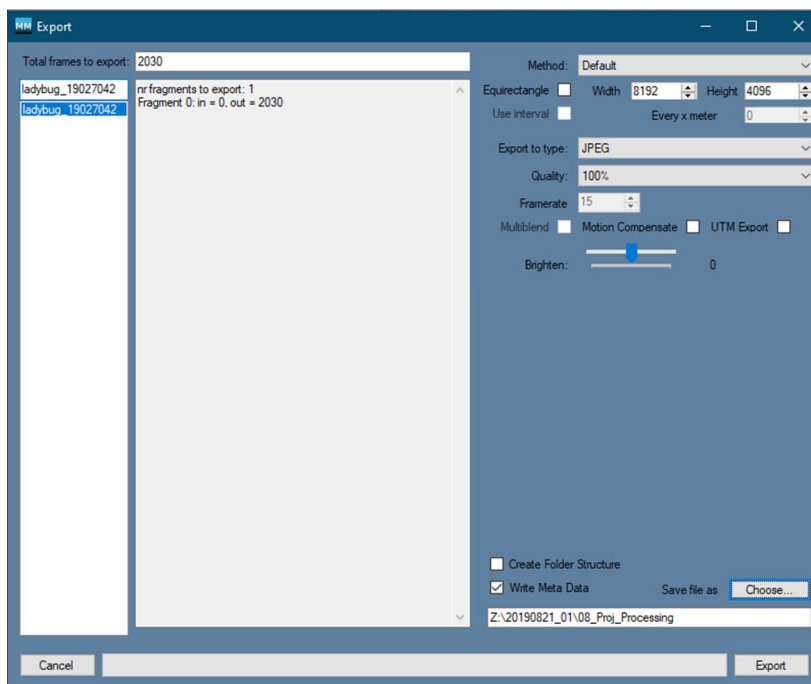 MM Export
Total frames to export: 2030
ladybug_19027042
ladybug_19027042
nr fragments to export: 1
Fragment 0: in = 0, out = 2030
Method: Default
Equirectangle Width 8192 Height 4096
Use interval Every x meter 0
Export to type: JPEG
Quality: 100%
Framerate 15
Multiblend Motion Compensate UTM Export
Brighten: 0
Create Folder Structure
Write Meta Data Save file as Choose...
Z:\20190821_01\08_Proj_Processing
Cancel Export